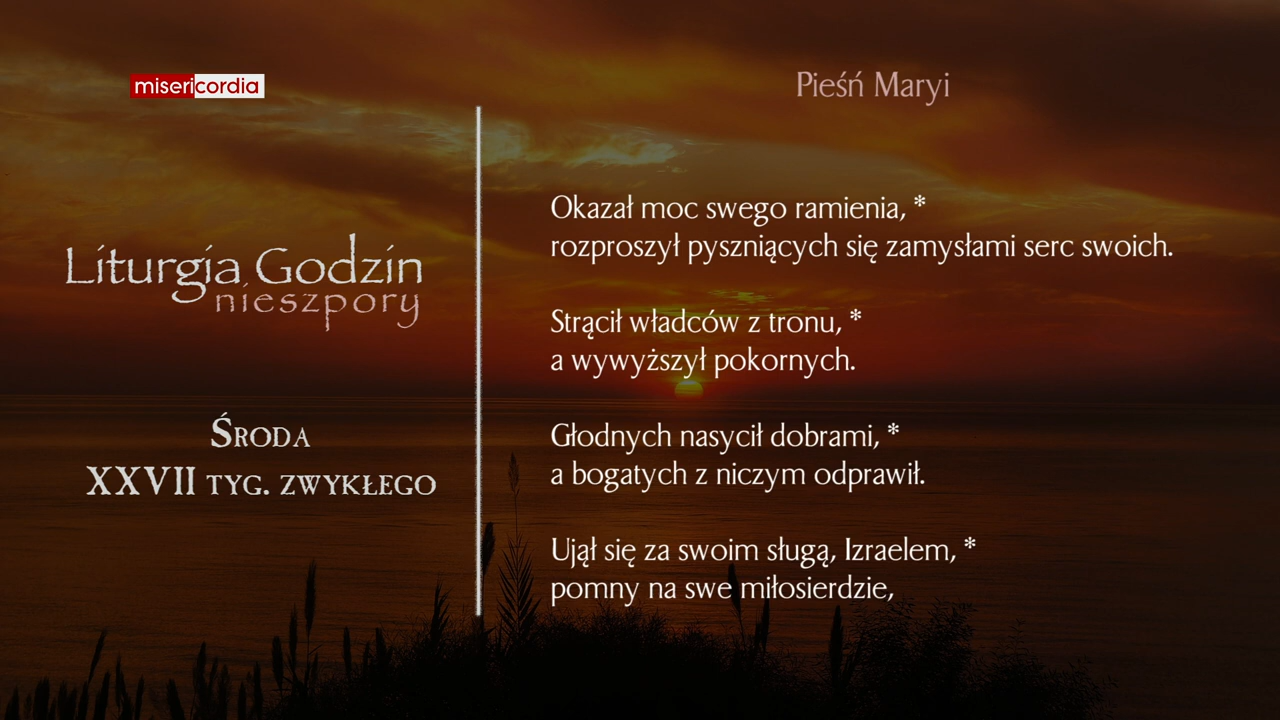 misericordia
Liturgia Godzin
nieszpory
Środa
XXVII tyg. zwykłego
Pieśń Maryi
Okazał moc swego ramienia, *
rozproszył pyszniących się zamysłami serc swoich.
Strącił władców z tronu, *
a wywyższył pokornych.
Głodnych nasycił dobrami, *
a bogatych z niczym odprawił.
Ujął się za swoim sługą, Izraelem, *
pomny na swe miłosierdzie,